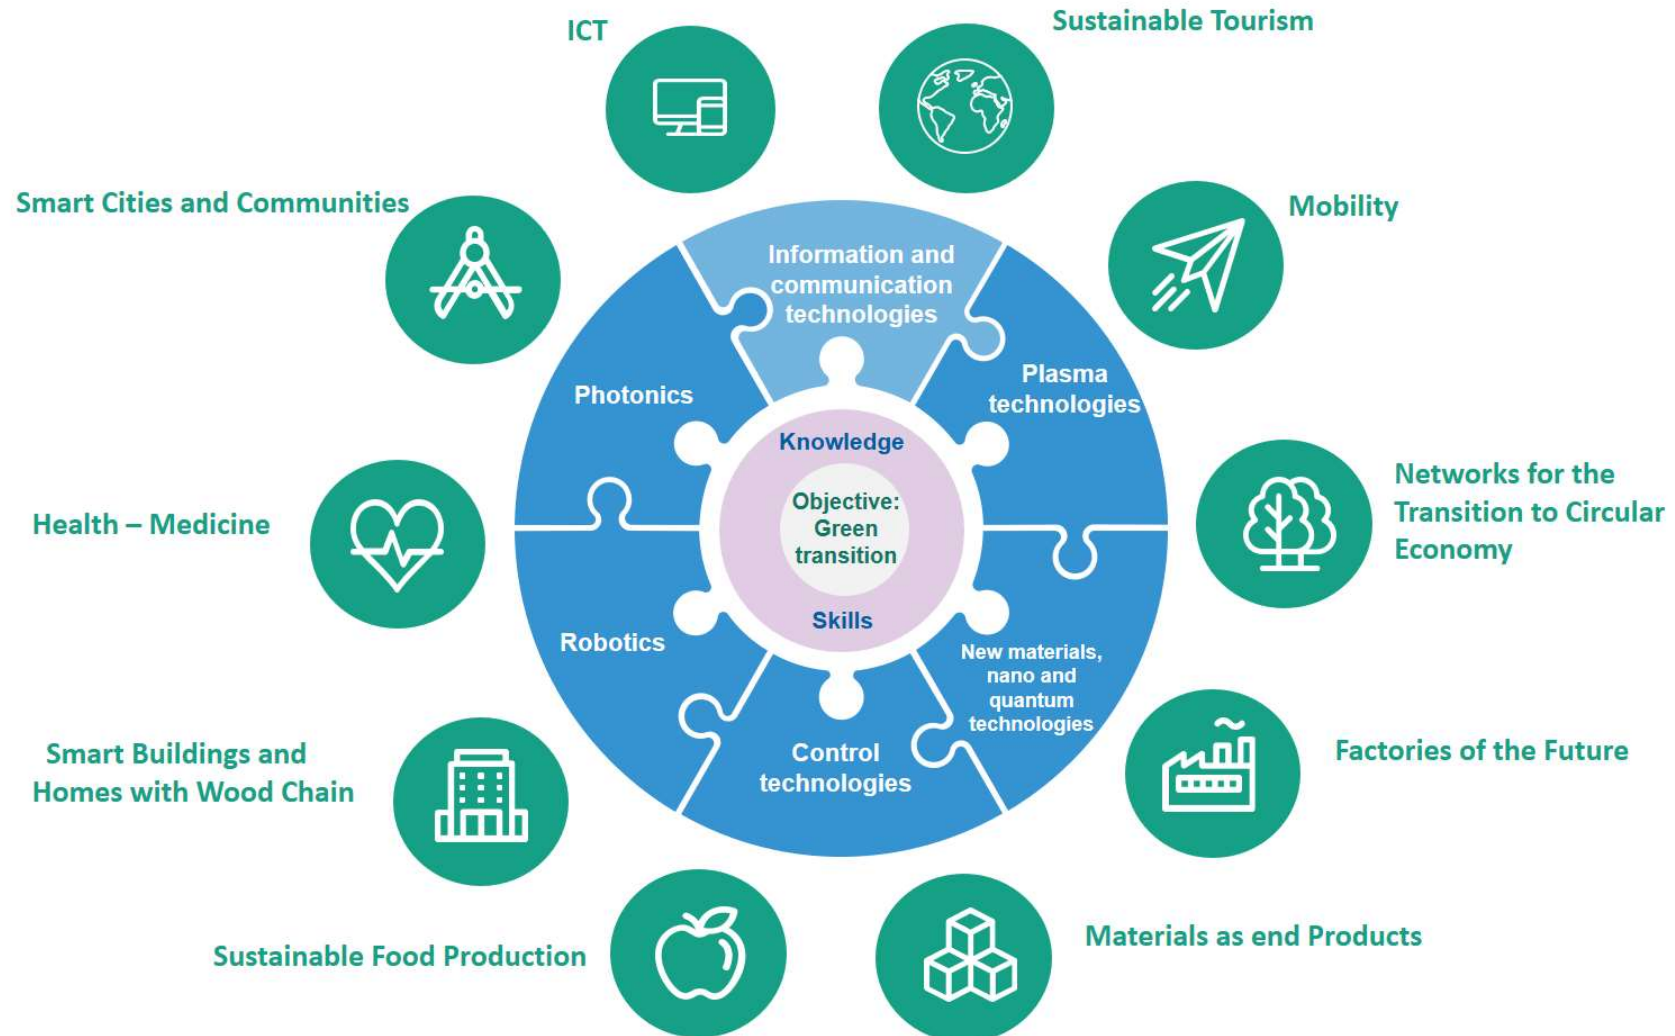 ICT
Sustainable Tourism
Smart Cities and Communities
Mobility
Information and
communication
technologies
Photonics
Plasma
technologies
Knowledge
Objective:
Green
transition
Skills
Health – Medicine
Networks for the
Transition to Circular
Economy
Robotics
New materials,
nano and
quantum
technologies
Control
technologies
Smart Buildings and
Homes with Wood Chain
Factories of the Future
Sustainable Food Production
Materials as end Products